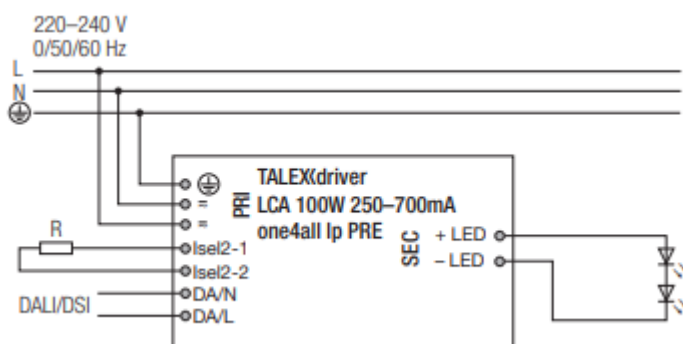 220–240 V
0/50/60 Hz
L
N
TALEXXdriver
LCA 100W 250–700mA
one4all lp PRE
PRI
SEC
=
=
R
Isel2-1
Isel2-2
DALI/DSI
DA/N
DA/L
+ LED
– LED